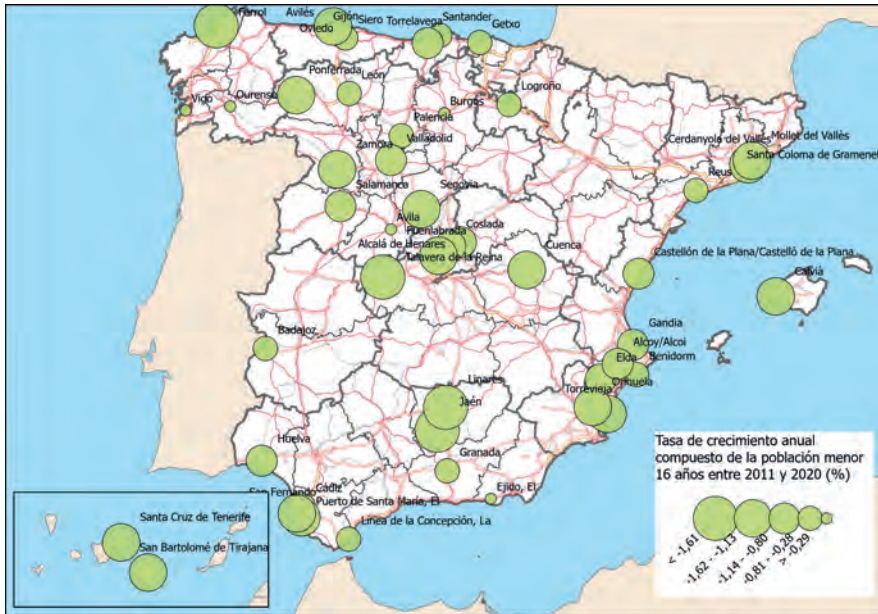 Ferrol
Avilés
Gijón
Siero
Torrelavega
Santander
Getxo
Oviedo
Ponferrada
León
Vigo
Ourense
Burgos
Logroño
Palencia
Valladolid
Zamora
Cerdanyola del Vallès
Mollet del Vallès
Santa Coloma de Gramenet
Reus
Salamanca
Segovia
Ávila
Coslada
Fuenlabrada
Alcalá de Henares
Cuenca
Talavera de la Reina
Castellón de la Plana/Castelló de la Plana
Calvià
Badajoz
Gandia
Alcoy/Alcoi
Elda
Benidorm
Orihuela
Torrevieja
Linares
Jaén
Huelva
Granada
Ejido, El
San Fernando
Cádiz
Puerto de Santa María, El
Línea de la Concepción, La
Santa Cruz de Tenerife
San Bartolomé de Tirajana
Tasa de crecimiento anual
compuesto de la población menor
16 años entre 2011 y 2020 (%)
< -1,61
-1,62 - -1,13
-1,14 - -0,80
-0,81 - -0,28
> -0,29